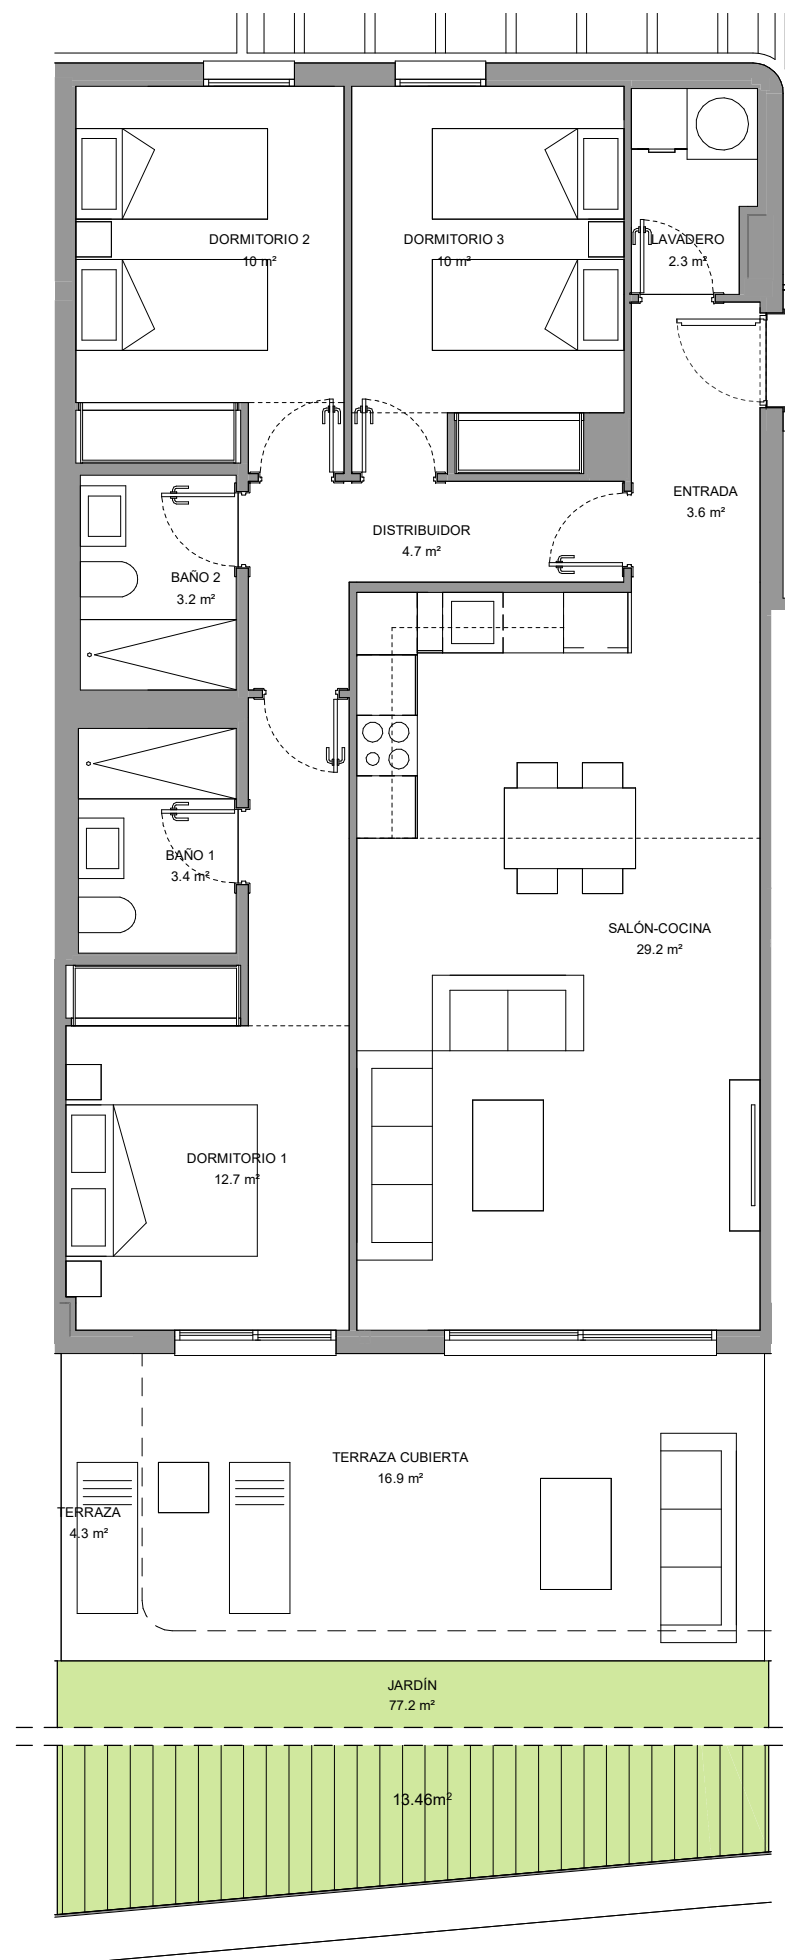 DORMITORIO 2
10 m²
DORMITORIO 3
10 m²
LAVADERO
2.3 m²
ENTRADA
3.6 m²
DISTRIBUIDOR
4.7 m²
BAÑO 2
3.2 m²
BAÑO 1
3.4 m²
SALÓN-COCINA
29.2 m²
DORMITORIO 1
12.7 m²
TERRAZA CUBIERTA
16.9 m²
TERRAZA
4.3 m²
JARDÍN
77.2 m²
13.46m²